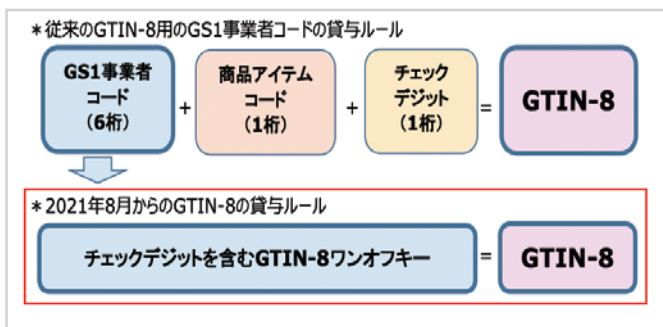 *従来のGTIN-8用のGS1事業者コードの貸与ルール
GS1事業者
コード
(6桁)
+
商品アイテム
コード
(1桁)
+
チェック
デジット
(1桁)
=
GTIN-8
*2021年8月からのGTIN-8の貸与ルール
チェックデジットを含むGTIN-8ワンオフキー
=
GTIN-8